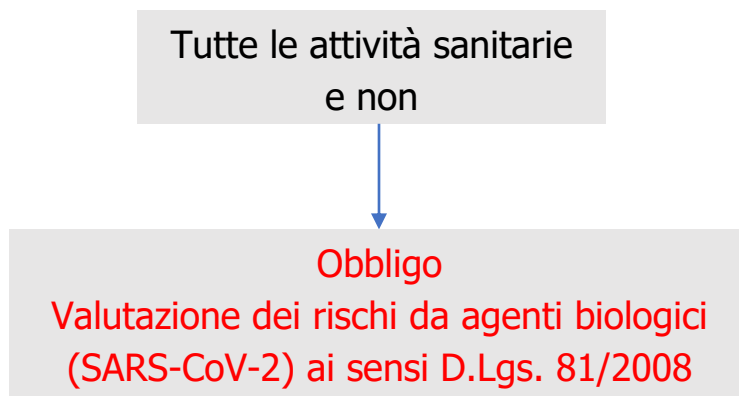 Tutte le attività sanitarie
e non
Obbligo
Valutazione dei rischi da agenti biologici
(SARS-CoV-2) ai sensi D.Lgs. 81/2008